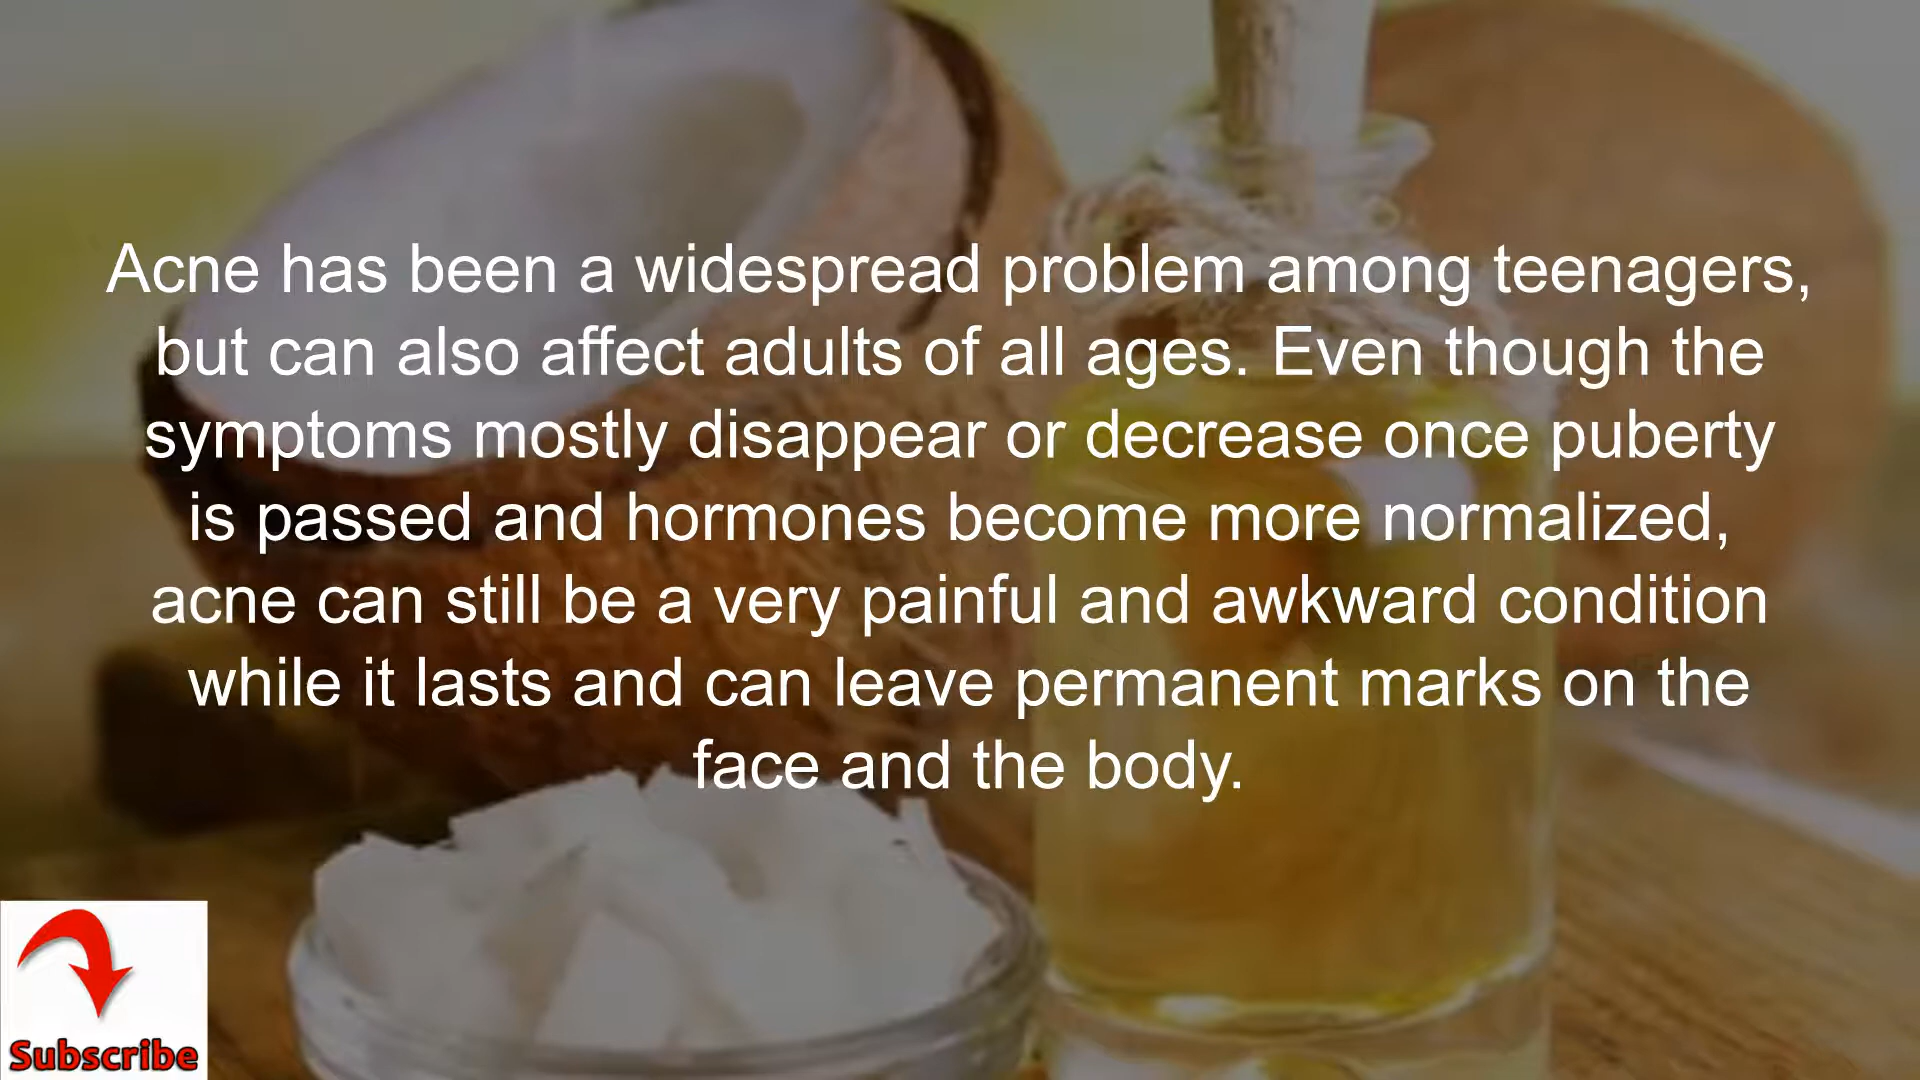 Acne has been a widespread problem among teenagers,
but can also affect adults of all ages. Even though the
symptoms mostly disappear or decrease once puberty
is passed and hormones become more normalized,
acne can still be a very painful and awkward condition
while it lasts and can leave permanent marks on the
face and the body.
Subscribe